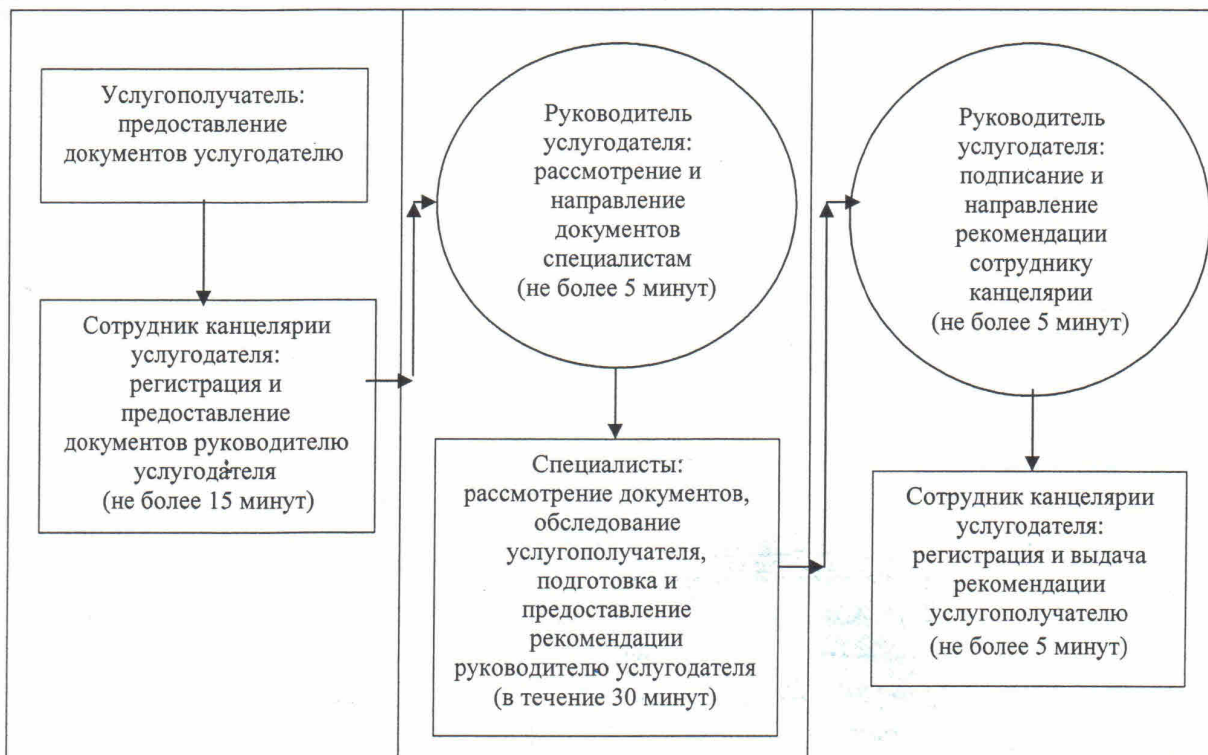 Услугополучатель:
предоставление
документов услугодателю
Сотрудник канцелярии
услугодателя:
регистрация и
предоставление
документов руководителю
услугодателя
(не более 15 минут)
Руководитель
услугодателя:
рассмотрение и
направление
документов
специалистам
(не более 5 минут)
Специалисты:
рассмотрение документов,
обследование
услугополучателя,
подготовка и
предоставление
рекомендации
руководителю услугодателя
(в течение 30 минут)
Руководитель
услугодателя:
подписание и
направление
рекомендации
сотруднику
канцелярии
(не более 5 минут)
Сотрудник канцелярии
услугодателя:
регистрация и выдача
рекомендации
услугополучателю
(не более 5 минут)